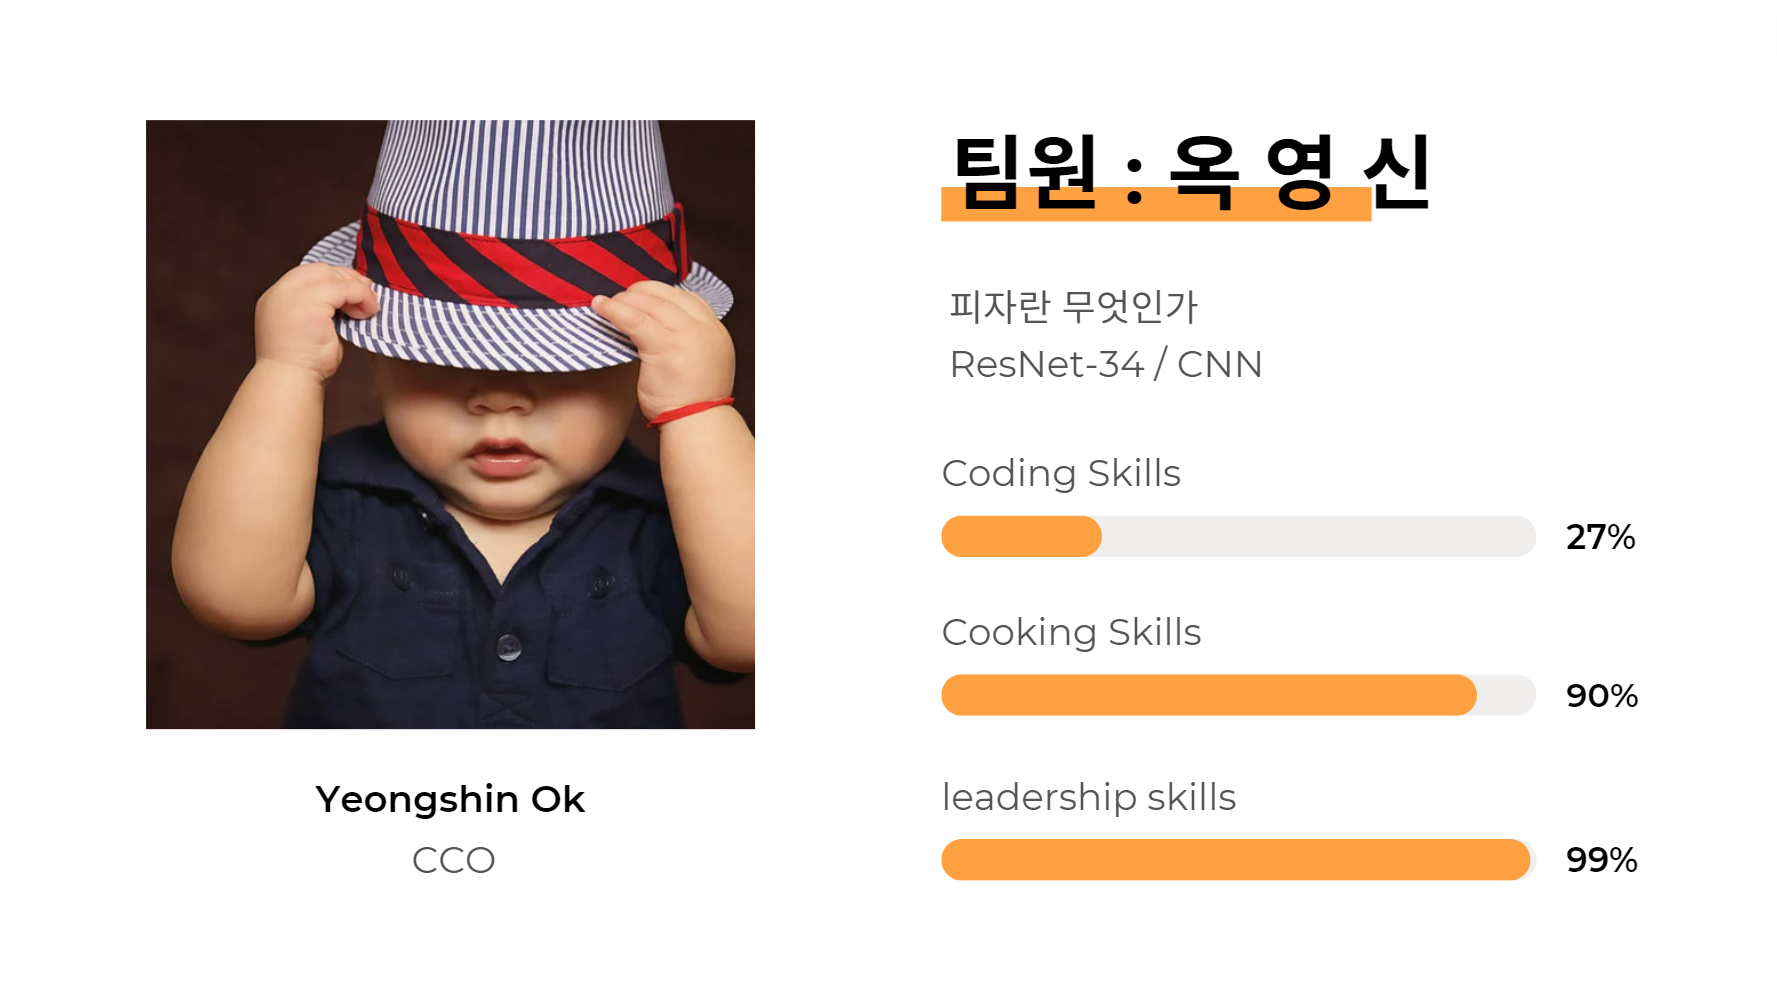 팀원 : 옥 영 신
피자란 무엇인가
ResNet-34 / CNN
Coding Skills
27%
Cooking Skills
90%
leadership skills
99%
Yeongshin Ok
CCO